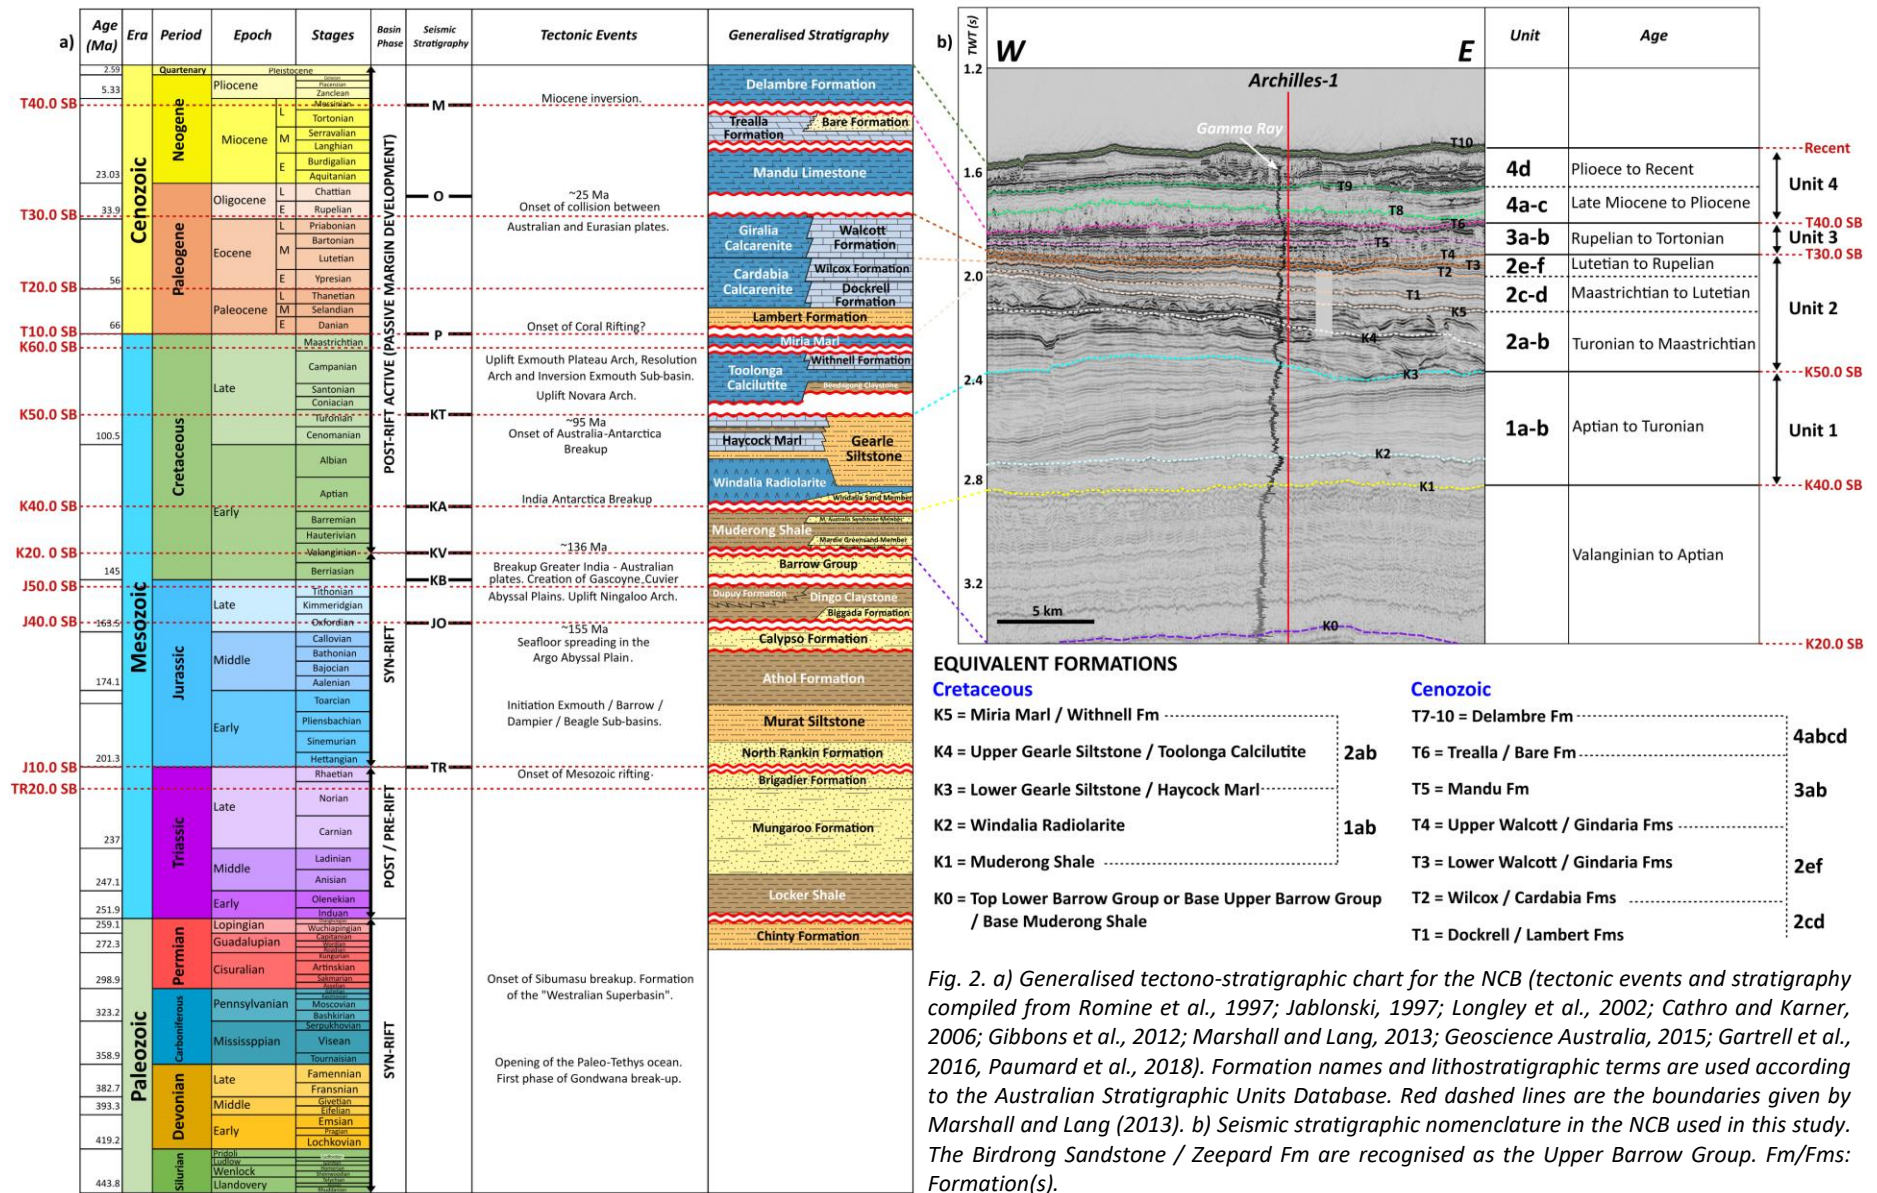 a)
Age (Ma)
Era
Period
Epoch
Stages
Basin Phase
Seismic Stratigraphy
Tectonic Events
Generalised Stratigraphy
2.59
5.33
23.03
33.9
56
66
100.5
145
163.5
174.1
201.3
237
247.1
251.9
259.1
272.3
298.9
323.2
358.9
382.7
393.3
419.2
443.8
T40.0 SB
T30.0 SB
T20.0 SB
T10.0 SB
K60.0 SB
K50.0 SB
K40.0 SB
K20. 0 SB
J50.0 SB
J40.0 SB
J10.0 SB
TR20.0 SB
Cenozoic
Mesozoic
Paleozoic
Quartenary
Neogene
Paleogene
Cretaceous
Jurassic
Triassic
Permian
Carboniferous
Devonian
Silurian
Pleistocene
Pliocene
Miocene
L
M
E
Oligocene
L
E
Eocene
L
M
E
Paleocene
L
M
E
Late
Early
Late
Middle
Early
Late
Middle
Early
Lopingian
Guadalupian
Cisuralian
Pennsylvanian
Mississppian
Late
Middle
Early
Pridoli
Ludlow
Wenlock
Llandovery
Zanclean
Messinian
Tortonian
Serravalian
Langhian
Burdigalian
Aquitanian
Chattian
Rupelian
Priabonian
Bartonian
Lutetian
Ypresian
Thanetian
Selandian
Danian
Maastrichtian
Campanian
Santonian
Coniacian
Turonian
Cenomanian
Albian
Aptian
Barremian
Hauterivian
Valanginian
Berriasian
Tithonian
Kimmeridgian
Oxfordian
Callovian
Bathonian
Bajocian
Aalenian
Toarcian
Pliensbachian
Sinemurian
Hettangian
Rhaetian
Norian
Carnian
Ladinian
Anisian
Olenekian
Induan
Wuchiapingian
Capitanian
Kungurian
Artinskian
Sakmarian
Moscovian
Bashkirian
Serpukhovian
Visean
Tournaisian
Famennian
Fransnian
Givetian
Eifelian
Emsian
Pragian
Lochkovian
POST-RIFT ACTIVE (PASSIVE MARGIN DEVELOPMENT)
SYN-RIFT
POST / PRE-RIFT
SYN-RIFT
M
O
P
KT
KA
KV
KB
JO
TR
Miocene inversion.
~25 Ma
Onset of collision between
Australian and Eurasian plates.
Onset of Coral Rifting?
Uplift Exmouth Plateau Arch, Resolution
Arch and Inversion Exmouth Sub-basin.
Uplift Novara Arch.
~95 Ma
Onset of Australia-Antarctica
Breakup
India Antarctica Breakup
~136 Ma
Breakup Greater India - Australian
plates. Creation of Gascoyne, Cuvier
Abyssal Plains. Uplift Ningaloo Arch.
~155 Ma
Seafloor spreading in the
Argo Abyssal Plain.
Initiation Exmouth / Barrow /
Dampier / Beagle Sub-basins.
Onset of Mesozoic rifting.
Onset of Sibumasu breakup. Formation
of the "Westralian Superbasin".
Opening of the Paleo-Tethys ocean.
First phase of Gondwana break-up.
Delambre Formation
Trealla Formation
Bare Formation
Mandu Limestone
Giralia Calcarenite
Walcott Formation
Cardabia Calcarenite
Wilcox Formation
Dockrell Formation
Lambert Formation
Miria Marl
Withnell Formation
Toolonga Calcilutite
Beedagong Claystone
Haycock Marl
Gearle Siltstone
Windalia Radiolarite
Windalia Sand Member
Muderong Shale
M. Australis Sandstone Member
Mardie Greensand Member
Barrow Group
Dupuy Formation
Dingo Claystone
Biggada Formation
Calypso Formation
Athol Formation
Murat Siltstone
North Rankin Formation
Brigadier Formation
Mungaroo Formation
Locker Shale
Chinty Formation
b)
TWT (s)
W
E
Unit
Age
1.2
1.6
2.0
2.4
2.8
3.2
Archilles-1
Gamma Ray
T10
T9
T8
T6
T5
T4
T3
T2
T1
K5
K4
K3
K2
K1
K0
5 km
4d
Plioece to Recent
4a-c
Late Miocene to Pliocene
3a-b
Rupelian to Tortonian
2e-f
Lutetian to Rupelian
2c-d
Maastrichtian to Lutetian
2a-b
Turonian to Maastrichtian
1a-b
Aptian to Turonian
Valanginian to Aptian
Recent
Unit 4
T40.0 SB
Unit 3
T30.0 SB
Unit 2
K50.0 SB
Unit 1
K40.0 SB
K20.0 SB
EQUIVALENT FORMATIONS
Cretaceous
K5 = Miria Marl / Withnell Fm
K4 = Upper Gearle Siltstone / Toolonga Calcilutite
2ab
K3 = Lower Gearle Siltstone / Haycock Marl
K2 = Windalia Radiolarite
1ab
K1 = Muderong Shale
K0 = Top Lower Barrow Group or Base Upper Barrow Group
/ Base Muderong Shale
Cenozoic
T7-10 = Delambre Fm
4abcd
T6 = Trealla / Bare Fm
T5 = Mandu Fm
3ab
T4 = Upper Walcott / Gindaria Fms
T3 = Lower Walcott / Gindaria Fms
2ef
T2 = Wilcox / Cardabia Fms
2cd
T1 = Dockrell / Lambert Fms
Fig. 2. a) Generalised tectono-stratigraphic chart for the NCB (tectonic events and stratigraphy
compiled from Romine et al., 1997; Jablonski, 1997; Longley et al., 2002; Cathro and Karner,
2006; Gibbons et al., 2012; Marshall and Lang, 2013; Geoscience Australia, 2015; Gartrell et al.,
2016, Paumard et al., 2018). Formation names and lithostratigraphic terms are used according
to the Australian Stratigraphic Units Database. Red dashed lines are the boundaries given by
Marshall and Lang (2013). b) Seismic stratigraphic nomenclature in the NCB used in this study.
The Birdrong Sandstone / Zeepard Fm are recognised as the Upper Barrow Group. Fm/Fms:
Formation(s).